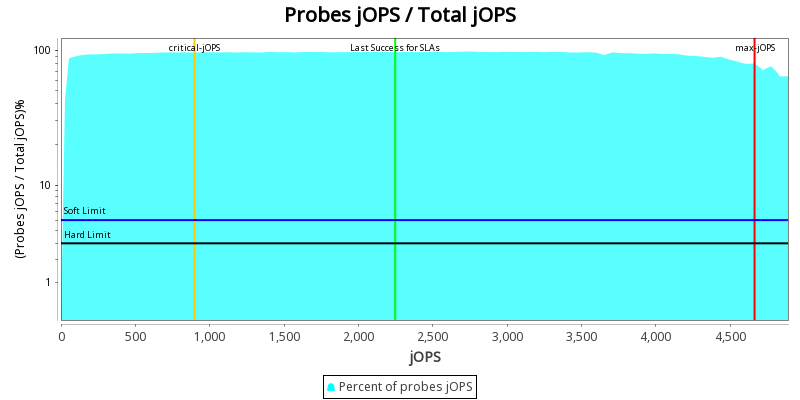 Probes jOPS / Total jOPS
(Probes jOPS / Total jOPS)%
100
10
1
critical-jOPS
Last Success for SLAs
max-jOPS
Soft Limit
Hard Limit
0
500
1,000
1,500
2,000
2,500
3,000
3,500
4,000
4,500
jOPS
Percent of probes jOPS